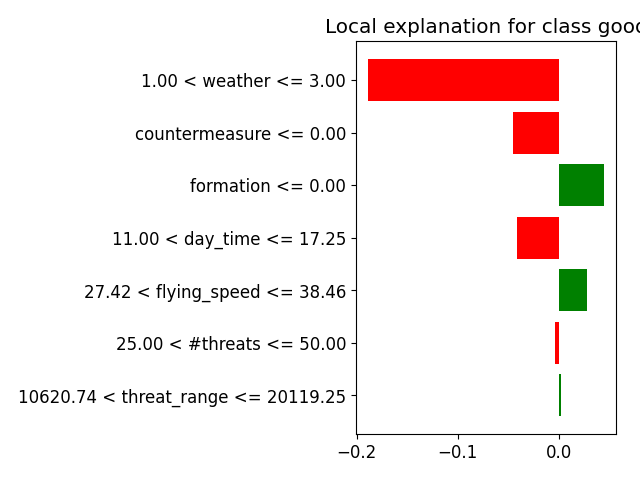 Local explanation for class good
1.00 < weather <= 3.00
countermeasure <= 0.00
formation <= 0.00
11.00 < day_time <= 17.25
27.42 < flying_speed <= 38.46
25.00 < #threats <= 50.00
10620.74 < threat_range <= 20119.25
−0.2 −0.1 0.0